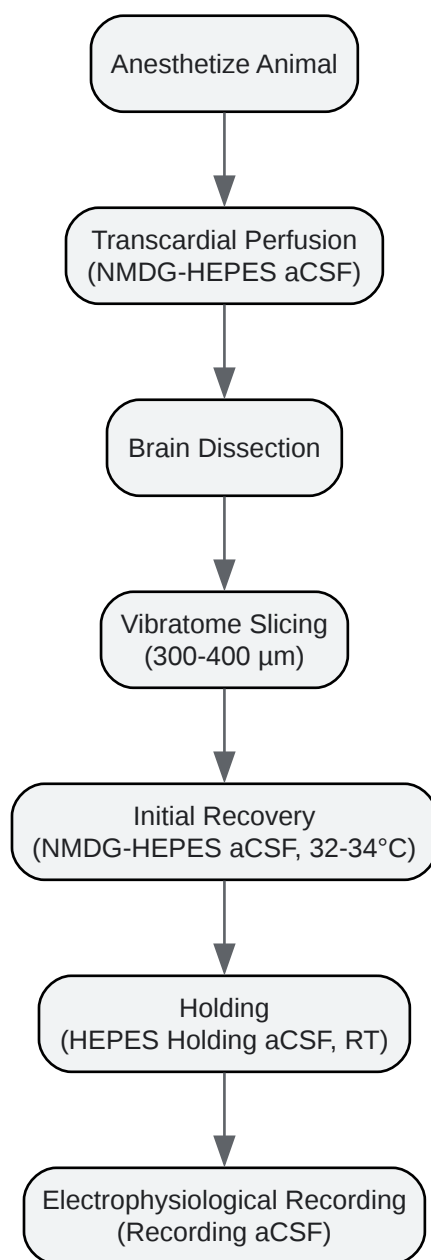 Anesthetize Animal
Transcardial Perfusion
(NMDG-HEPES aCSF)
Brain Dissection
Vibratome Slicing
(300-400 µm)
Initial Recovery
(NMDG-HEPES aCSF, 32-34°C)
Holding
(HEPES Holding aCSF, RT)
Electrophysiological Recording
(Recording aCSF)